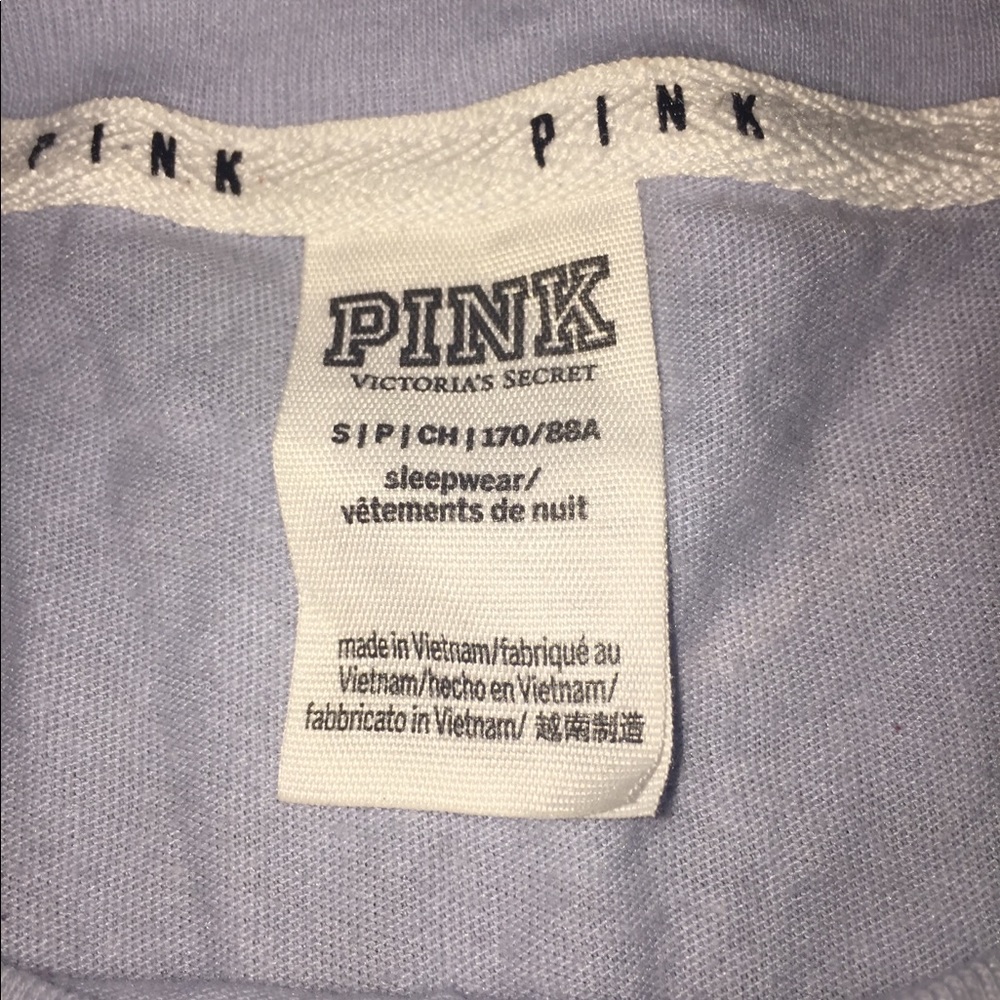 PINK PINK
PINK
VICTORIA'S SECRET
S | P | CH | 170/88A
sleepwear/
vêtements de nuit
made in Vietnam/fabriqué au
Vietnam/hecho en Vietnam/
fabbricato in Vietnam/ 越南制造